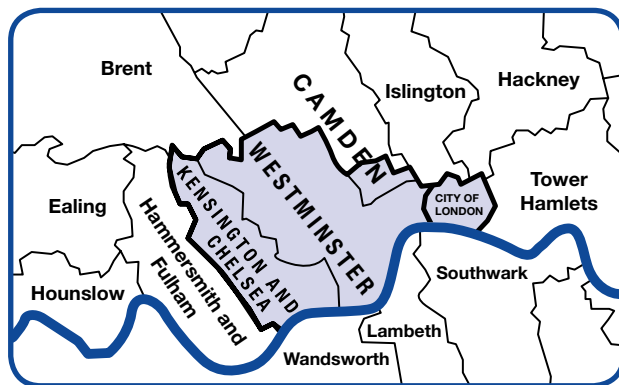 Brent
CAMDEN
Islington
Hackney
Ealing
KENSINGTON AND
CHELSEA
WESTMINSTER
CITY OF
LONDON
Tower
Hamlets
Hammersmith and
Fulham
Hounslow
Southwark
Lambeth
Wandsworth